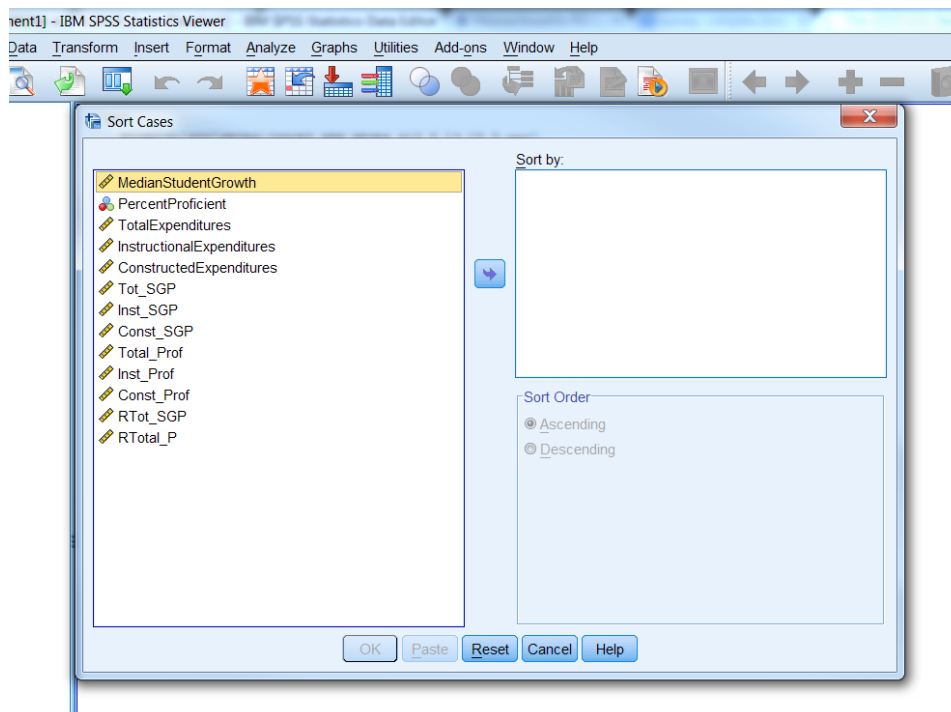 nent1] - IBM SPSS Statistics Viewer
Data Transform Insert Format Analyze Graphs Utilities Add-ons Window Help
Sort Cases
Sort by:
MedianStudentGrowth
PercentProficient
TotalExpenditures
InstructionalExpenditures
ConstructedExpenditures
Tot_SGP
Inst_SGP
Const_SGP
Total_Prof
Inst_Prof
Const_Prof
RTot_SGP
RTotal_P
Sort Order
Ascending
Descending
OK Paste Reset Cancel Help